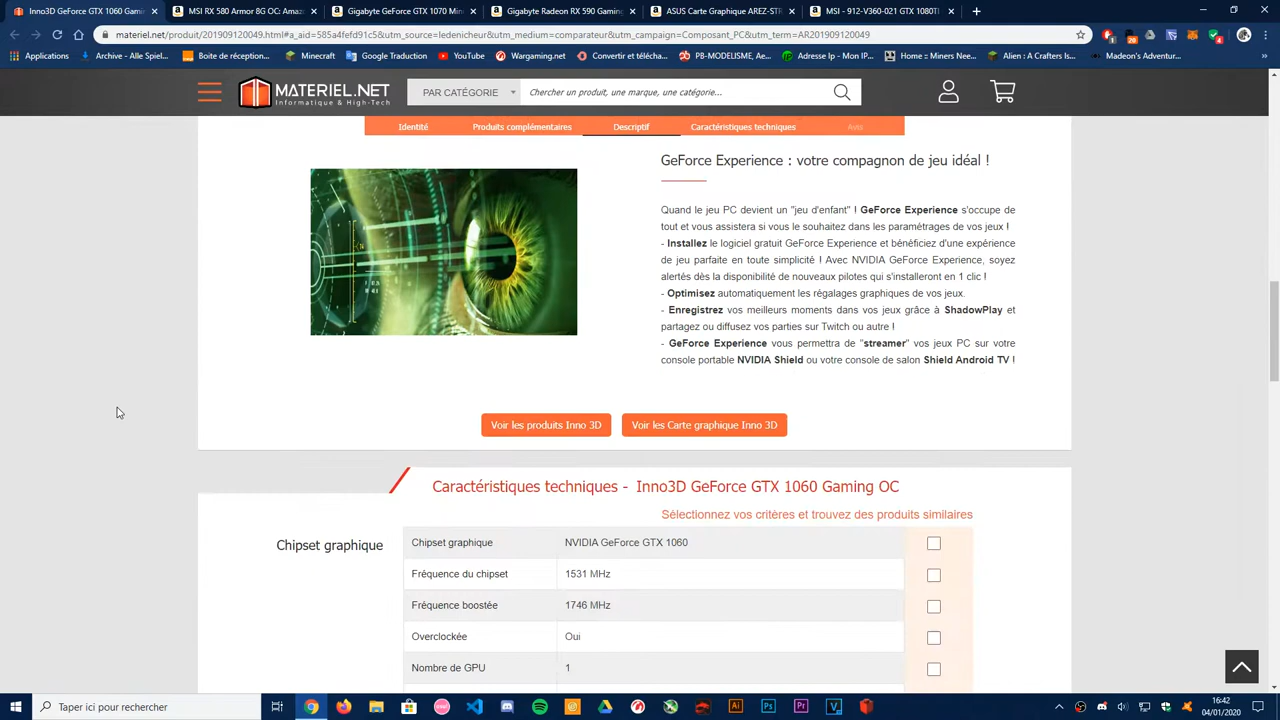 Inno3D GeForce GTX 1060 Gaming OC
MSI RX 580 Armor 8G OC: Amaz
Gigabyte GeForce GTX 1070 Mini
Gigabyte Radeon RX 590 Gaming
ASUS Carte Graphique AREZ-STR
MSI - 912-V360-021 GTX 1080TI
materiel.net/produit/201909120049.html#a_aid=585a4fefd91c5&utm_source=ledenicheur&utm_medium=comparateur&utm_campaign=Composant_PC&utm_term=AR201909120049
Applications
Archive - Alle Spiel...
Boite de réception...
Minecraft
Google Traduction
YouTube
Wargaming.net
Convertir et télécha...
PB-MODELISME, An...
Adresse Ip - Mon IP...
Home :: Miners Nee...
Alien : A Crafters Is...
Madeon's Adventur...
MATERIEL.NET
Informatique & High-Tech
PAR CATÉGORIE
Chercher un produit, une marque, une catégorie...
Identité
Produits complémentaires
Descriptif
Caractéristiques techniques
Avis
GeForce Experience : votre compagnon de jeu idéal !
Quand le jeu PC devient un "jeu d'enfant" ! GeForce Experience s'occupe de
tout et vous assistera si vous le souhaitez dans les paramétrages de vos jeux !
- Installez le logiciel gratuit GeForce Experience et bénéficiez d'une expérience
de jeu parfaite en toute simplicité ! Avec NVIDIA GeForce Experience, soyez
alertés dès la disponibilité de nouveaux pilotes qui s'installeront en 1 clic !
- Optimisez automatiquement les régalages graphiques de vos jeux.
- Enregistrez vos meilleurs moments dans vos jeux grâce à ShadowPlay et
partagez ou diffusez vos parties sur Twitch ou autre !
- GeForce Experience vous permettra de "streamer" vos jeux PC sur votre
console portable NVIDIA Shield ou votre console de salon Shield Android TV !
Voir les produits Inno 3D
Voir les Carte graphique Inno 3D
Caractéristiques techniques - Inno3D GeForce GTX 1060 Gaming OC
Sélectionnez vos critères et trouvez des produits similaires
Chipset graphique
Chipset graphique NVIDIA GeForce GTX 1060
Fréquence du chipset 1531 MHz
Fréquence boostée 1746 MHz
Overclockée Oui
Nombre de GPU 1
Taper ici pour rechercher
16:42
04/01/2020